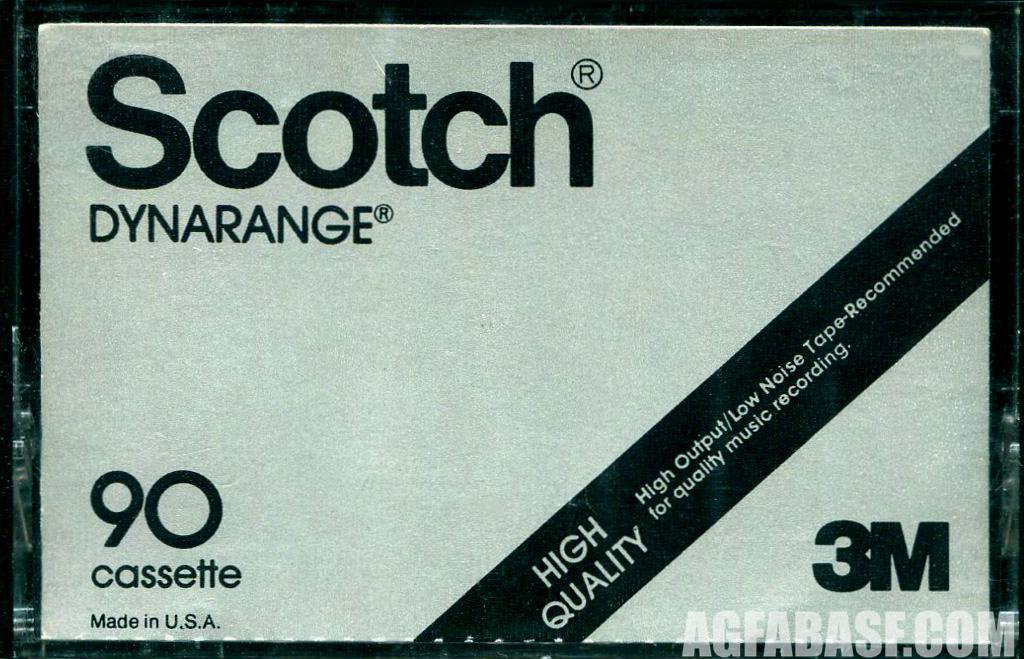 Scotch®
DYNARANGE®
High Output/Low Noise Tape-Recommended
for quality music recording.
HIGH
QUALITY
90
cassette
Made in U.S.A.
3M
AGFABASE.COM